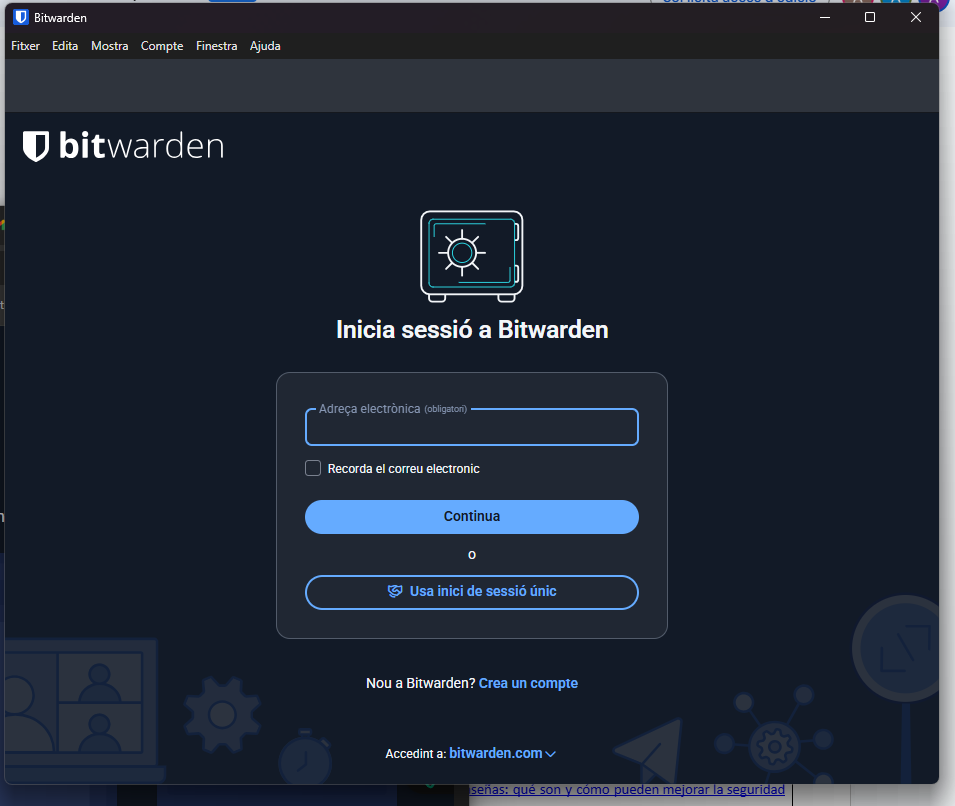 Bitwarden
Fitxer Edita Mostra Compte Finestra Ajuda
bitwarden
Inicia sessió a Bitwarden
Adreça electrònica (obligatori)
Recorda el correu electronic
Continua
o
Usa inici de sessió únic
Nou a Bitwarden? Crea un compte
Accedint a: bitwarden.com
señas: qué son y cómo pueden mejorar la seguridad